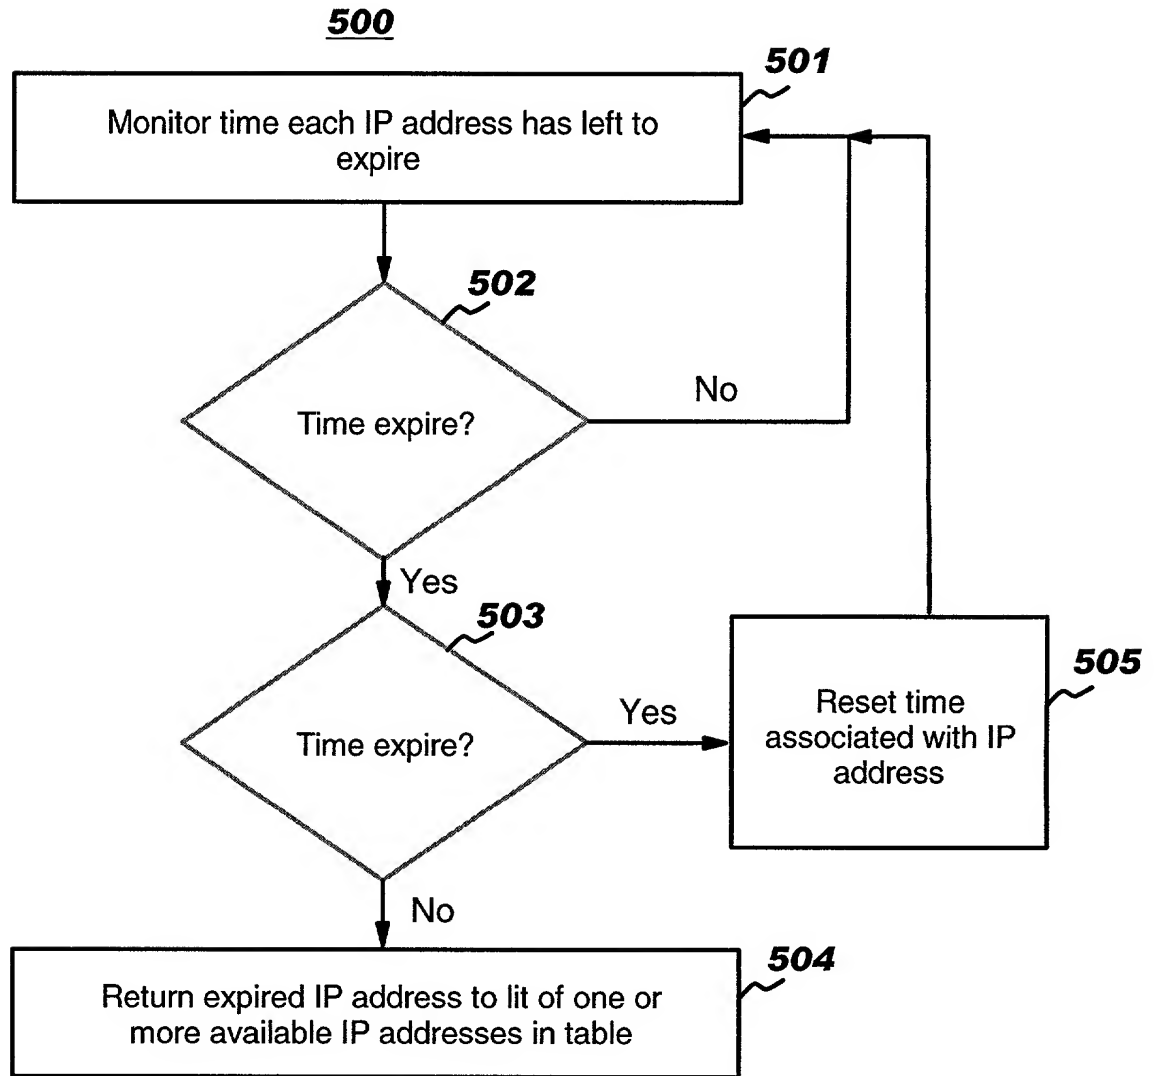 500
501
Monitor time each IP address has left to
expire
502
Time expire?
No
Yes
503
Time expire?
Yes
505
Reset time
associated with IP
address
No
504
Return expired IP address to lit of one or
more available IP addresses in table